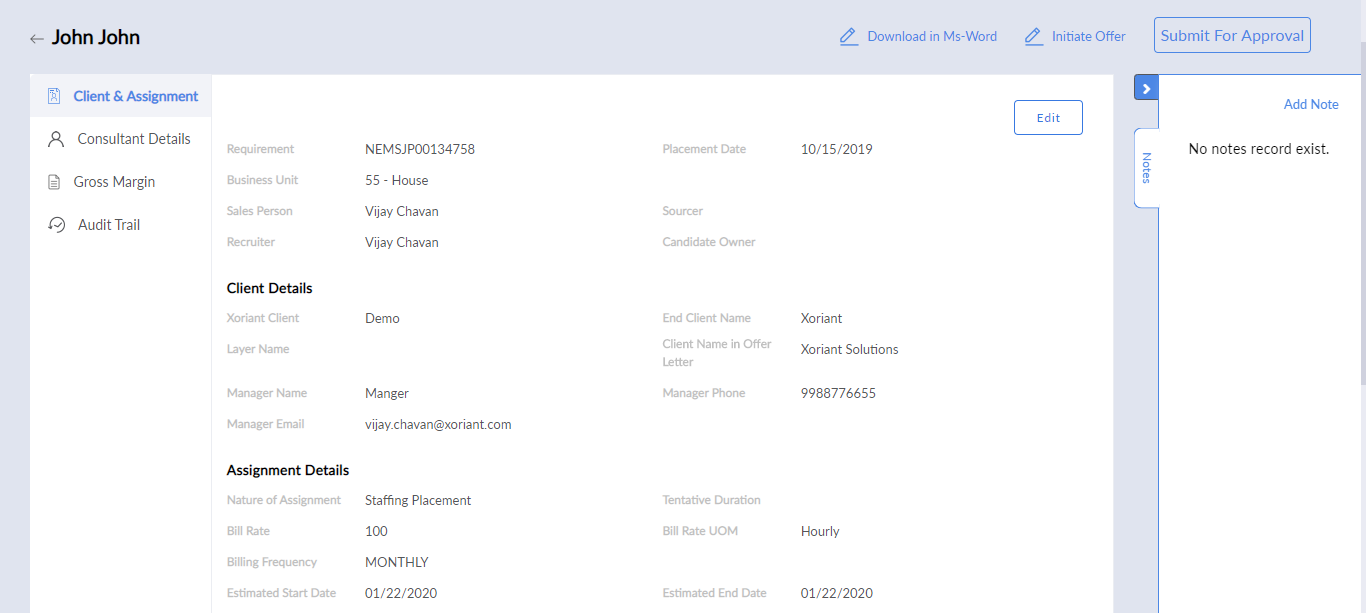 ← John John
Download in Ms-Word Initiate Offer Submit For Approval
Client & Assignment
Consultant Details
Gross Margin
Audit Trail
Edit
Requirement NEMSJP00134758 Placement Date 10/15/2019
Business Unit 55 - House
Sales Person Vijay Chavan Sourcer
Recruiter Vijay Chavan Candidate Owner
Client Details
Xoriant Client Demo End Client Name Xoriant
Layer Name Client Name in Offer
Letter Xoriant Solutions
Manager Name Manger Manager Phone 9988776655
Manager Email vijay.chavan@xoriant.com
Assignment Details
Nature of Assignment Staffing Placement Tentative Duration
Bill Rate 100 Bill Rate UOM Hourly
Billing Frequency MONTHLY
Estimated Start Date 01/22/2020 Estimated End Date 01/22/2020
Add Note
Notes
No notes record exist.